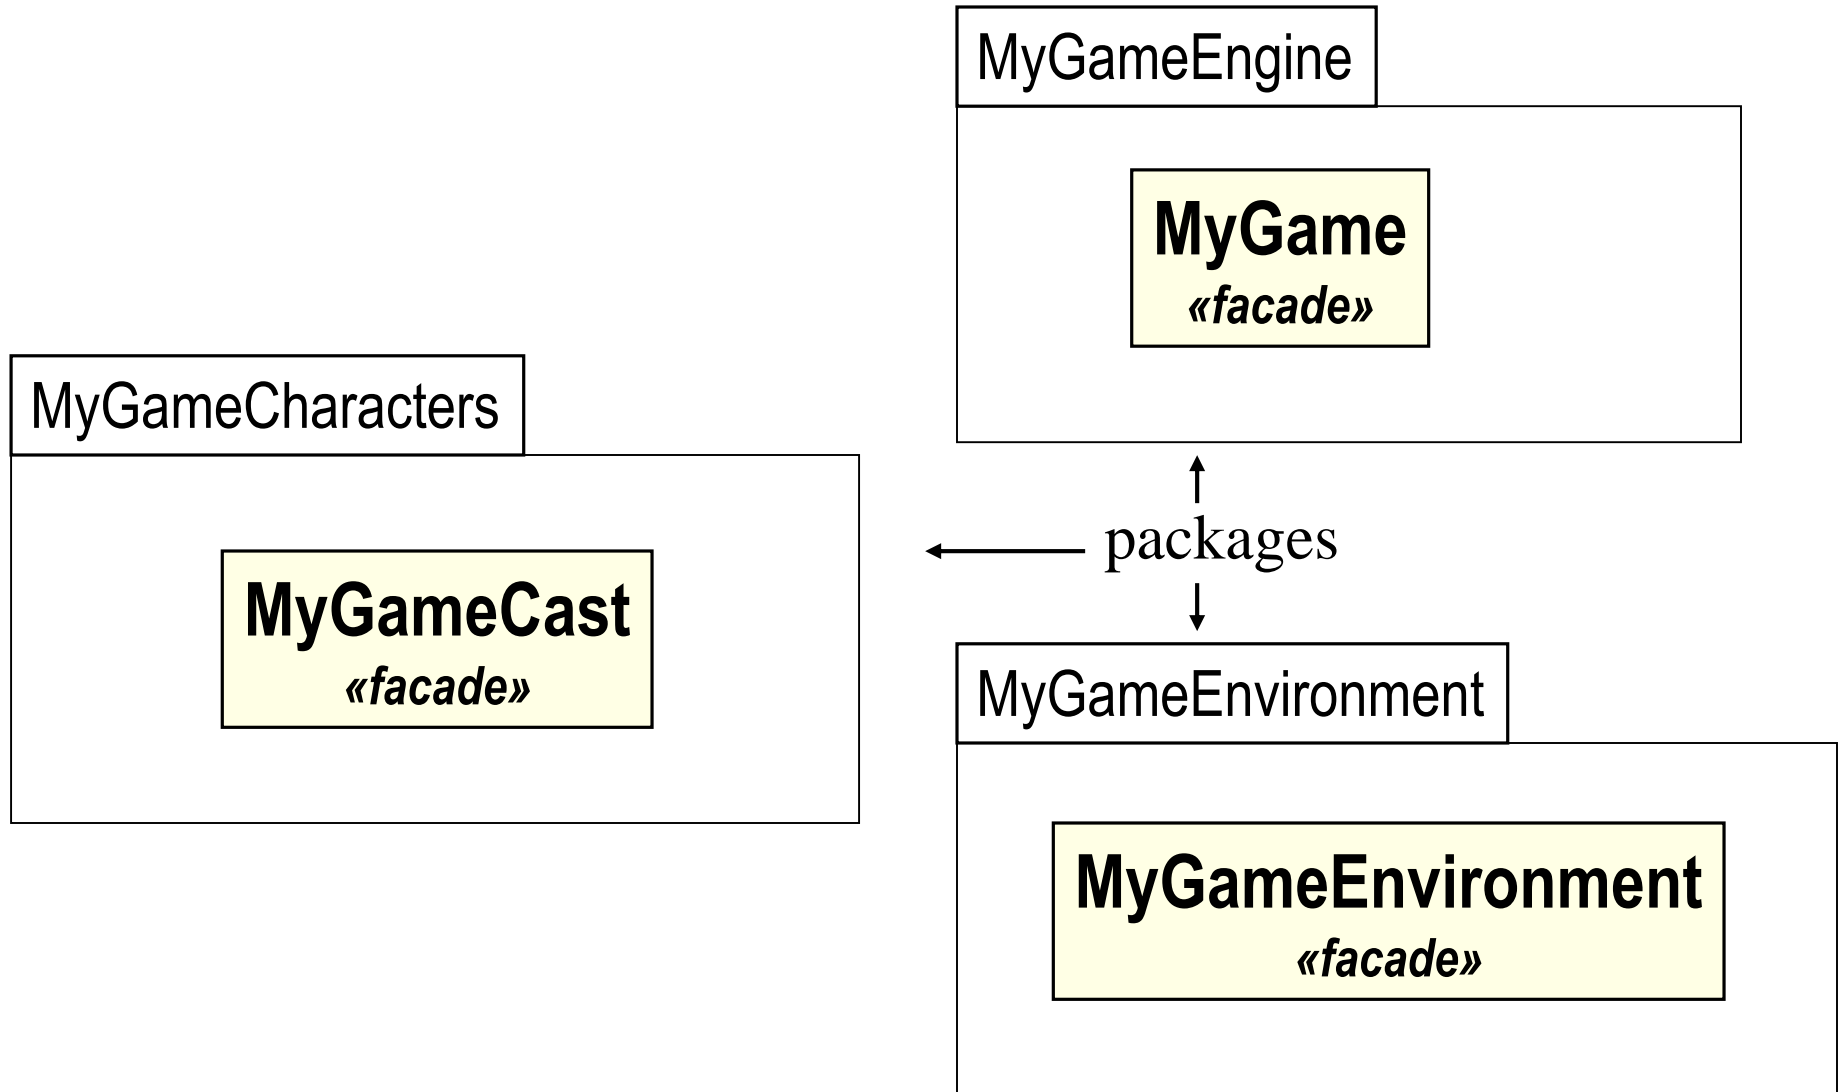 MyGameEngine
MyGame
«facade»
MyGameCharacters
MyGameCast
«facade»
packages
MyGameEnvironment
MyGameEnvironment
«facade»